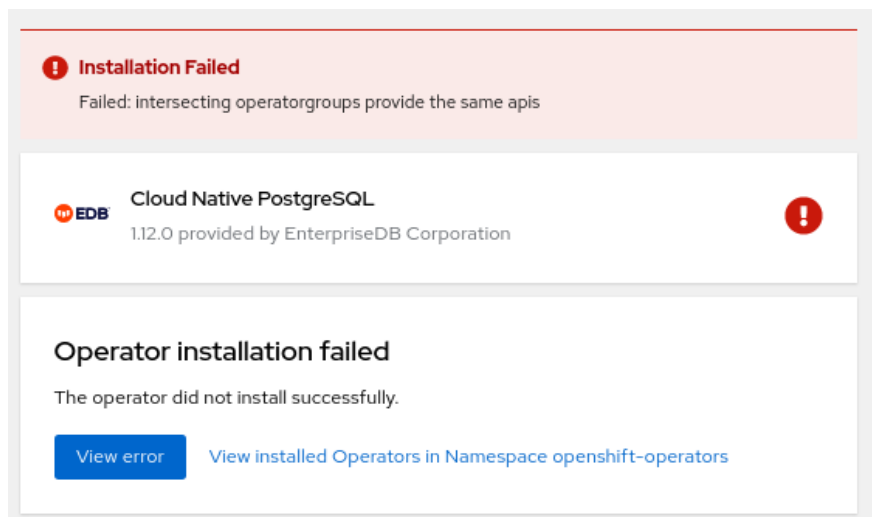 Installation Failed
Failed: intersecting operatorgroups provide the same apis
EDB
Cloud Native PostgreSQL
1.12.0 provided by EnterpriseDB Corporation
Operator installation failed
The operator did not install successfully.
View error View installed Operators in Namespace openshift-operators